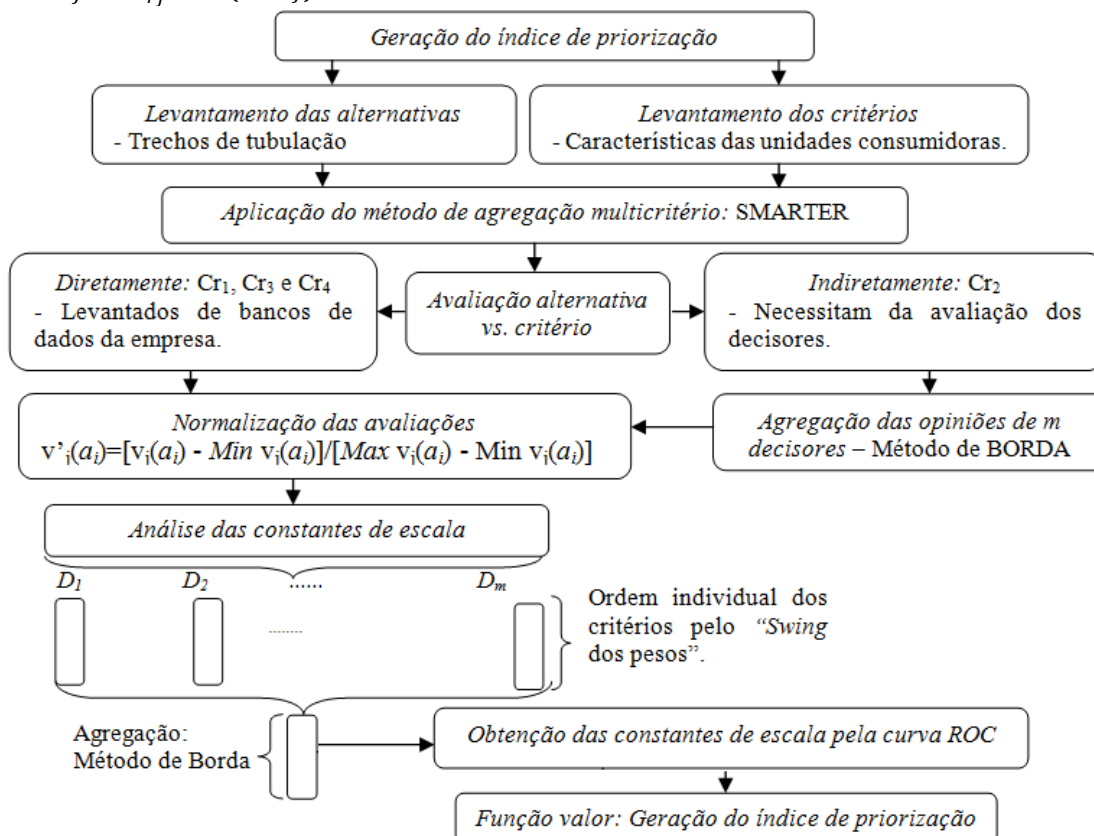 Geração do índice de priorização
Levantamento das alternativas
- Trechos de tubulação
Levantamento dos critérios
- Características das unidades consumidoras.
Aplicação do método de agregação multicritério: SMARTER
Diretamente: Cr₁, Cr₃ e Cr₄
- Levantados de bancos de
dados da empresa.
Avaliação alternativa
vs. critério
Indiretamente: Cr₂
- Necessitam da avaliação dos
decisores.
Normalização das avaliações
v'ⱼ(aᵢ)=[vⱼ(aᵢ) - Min vⱼ(aᵢ)]/[Max vⱼ(aᵢ) - Min vⱼ(aᵢ)]
Agregação das opiniões de m
decisores – Método de BORDA
Análise das constantes de escala
D₁ D₂ ...... Dₘ
........
Ordem individual dos
critérios pelo “Swing
dos pesos”.
Agregação:
Método de Borda
Obtenção das constantes de escala pela curva ROC
Função valor: Geração do índice de priorização